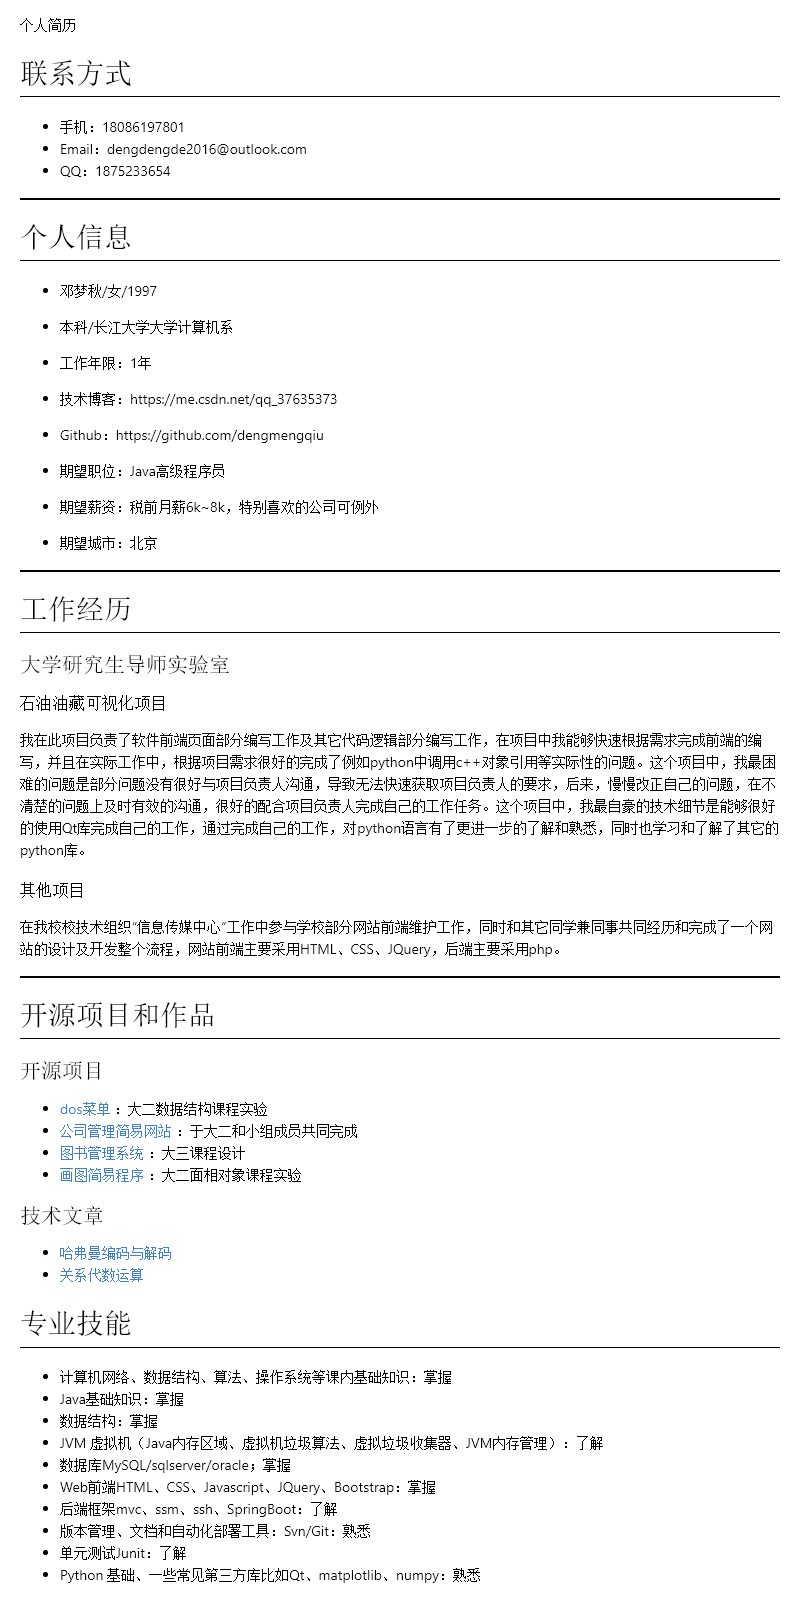 个人简历
联系方式
手机：18086197801
Email：dengdengde2016@outlook.com
QQ：1875233654
个人信息
邓梦秋/女/1997
本科/长江大学大学计算机系
工作年限：1年
技术博客：https://me.csdn.net/qq_37635373
Github：https://github.com/dengmengqiu
期望职位：Java高级程序员
期望薪资：税前月薪6k~8k，特别喜欢的公司可例外
期望城市：北京
工作经历
大学研究生导师实验室
石油油藏可视化项目
我在此项目负责了软件前端页面部分编写工作及其它代码逻辑部分编写工作，在项目中我能够快速根据需求完成前端的编
写，并且在实际工作中，根据项目需求很好的完成了例如python中调用c++对象引用等实际性的问题。这个项目中，我最困
难的问题是部分问题没有很好与项目负责人沟通，导致无法快速获取项目负责人的要求，后来，慢慢改正自己的问题，在不
清楚的问题上及时有效的沟通，很好的配合项目负责人完成自己的工作任务。这个项目中，我最自豪的技术细节是能够很好
的使用Qt库完成自己的工作，通过完成自己的工作，对python语言有了更进一步的了解和熟悉，同时也学习和了解了其它的
python库。
其他项目
在我校校技术组织“信息传媒中心”工作中参与学校部分网站前端维护工作，同时和其它同学兼同事共同经历和完成了一个网
站的设计及开发整个流程，网站前端主要采用HTML、CSS、JQuery，后端主要采用php。
开源项目和作品
开源项目
dos菜单 ：大二数据结构课程实验
公司管理简易网站 ：于大二和小组成员共同完成
图书管理系统 ：大三课程设计
画图简易程序 ：大二面相对象课程实验
技术文章
哈弗曼编码与解码
关系代数运算
专业技能
计算机网络、数据结构、算法、操作系统等课内基础知识：掌握
Java基础知识：掌握
数据结构：掌握
JVM 虚拟机（Java内存区域、虚拟机垃圾算法、虚拟垃圾收集器、JVM内存管理）：了解
数据库MySQL/sqlserver/oracle；掌握
Web前端HTML、CSS、Javascript、JQuery、Bootstrap：掌握
后端框架mvc、ssm、ssh、SpringBoot：了解
版本管理、文档和自动化部署工具：Svn/Git：熟悉
单元测试Junit：了解
Python 基础、一些常见第三方库比如Qt、matplotlib、numpy：熟悉